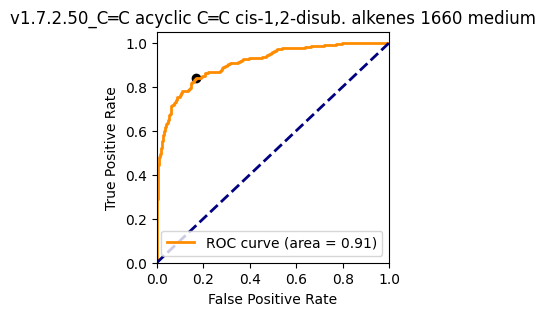 v1.7.2.50_C=C acyclic C=C cis-1,2-disub. alkenes 1660 medium
1.0
0.8
0.6
0.4
0.2
0.0
True Positive Rate
ROC curve (area = 0.91)
0.0 0.2 0.4 0.6 0.8 1.0
False Positive Rate